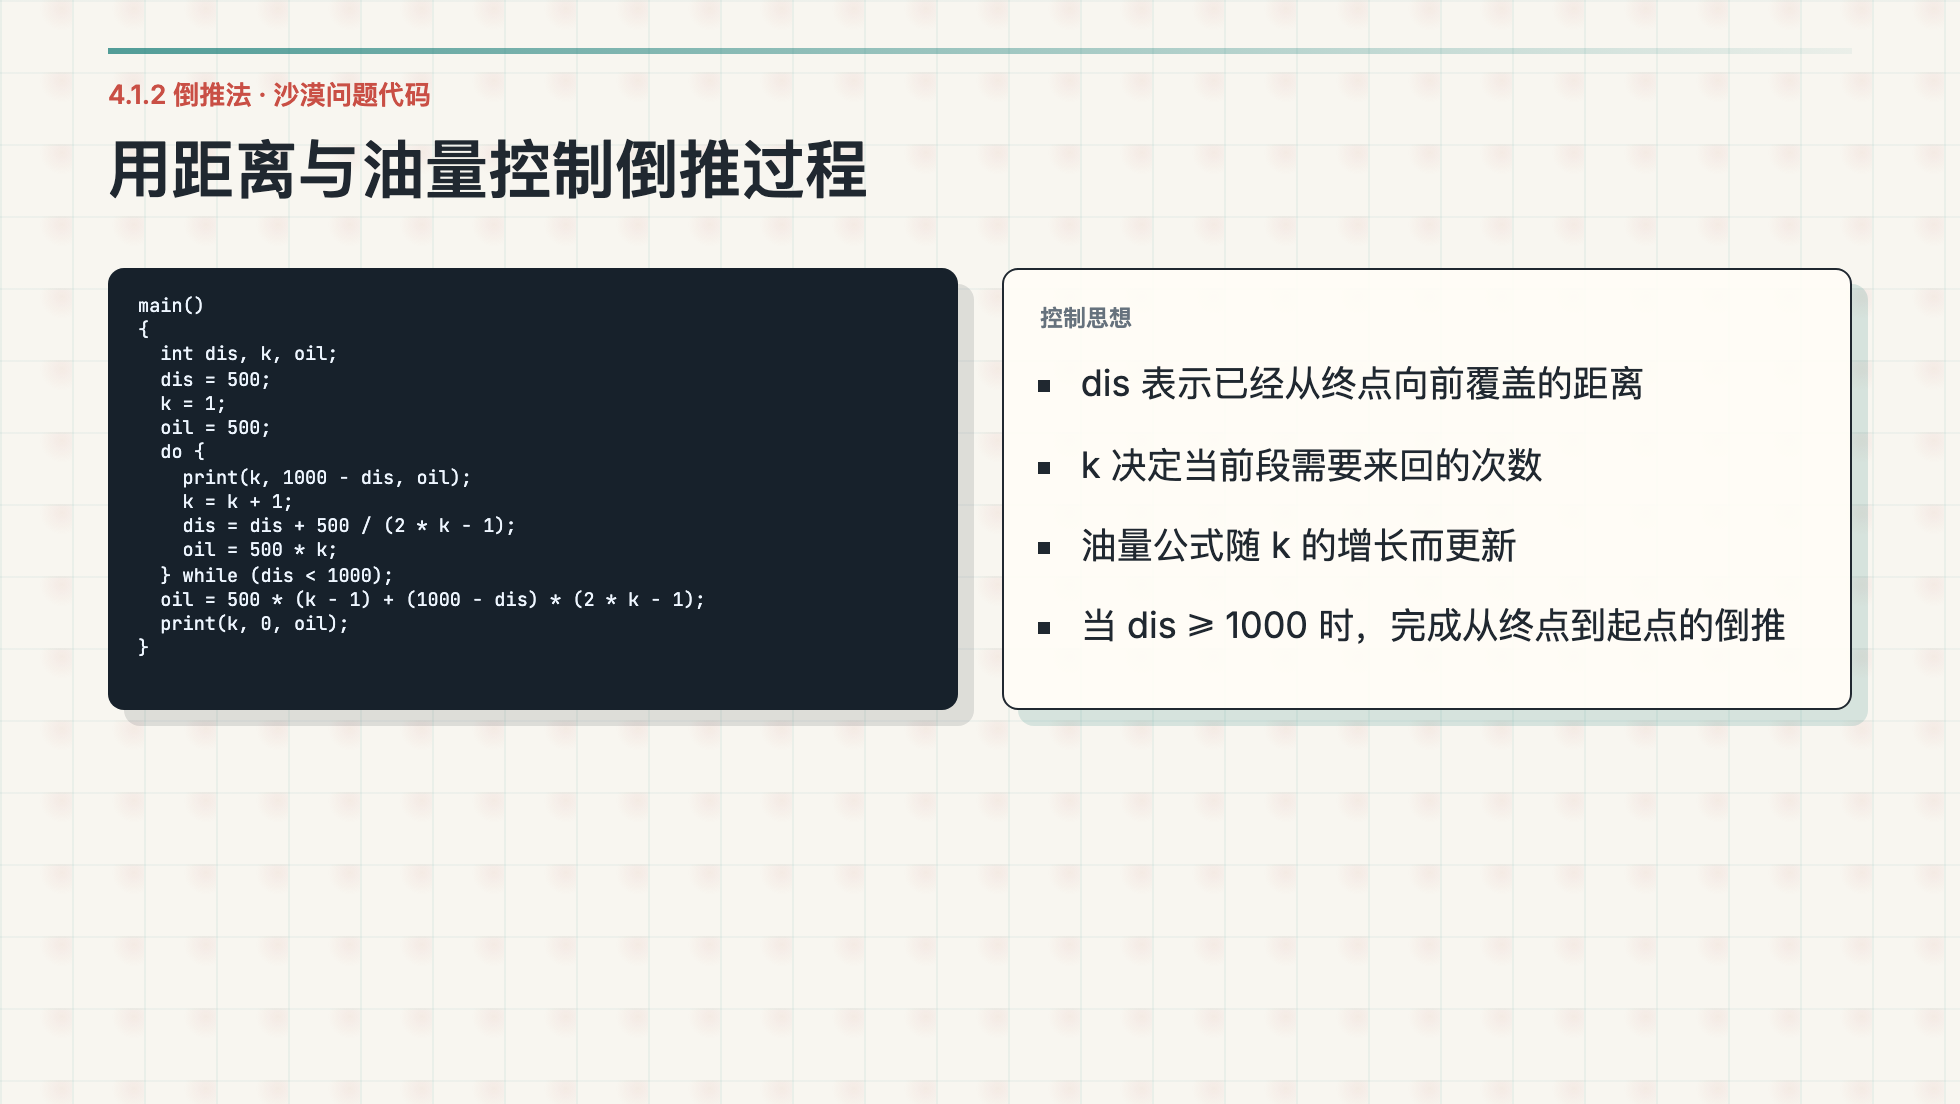 4.1.2 倒推法 · 沙漠问题代码
用距离与油量控制倒推过程
main()
{
  int dis, k, oil;
  dis = 500;
  k = 1;
  oil = 500;
  do {
    print(k, 1000 - dis, oil);
    k = k + 1;
    dis = dis + 500 / (2 * k - 1);
    oil = 500 * k;
  } while (dis < 1000);
  oil = 500 * (k - 1) + (1000 - dis) * (2 * k - 1);
  print(k, 0, oil);
}
控制思想
▪ dis 表示已经从终点向前覆盖的距离
▪ k 决定当前段需要来回的次数
▪ 油量公式随 k 的增长而更新
▪ 当 dis ⩾ 1000 时，完成从终点到起点的倒推